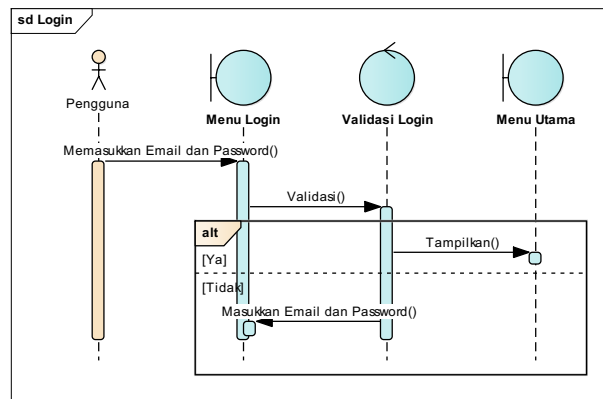 sd Login
Pengguna
Menu Login
Validasi Login
Menu Utama
Memasukkan Email dan Password()
Validasi()
alt
Tampilkan()
[Ya]
[Tidak]
Masukkan Email dan Password()